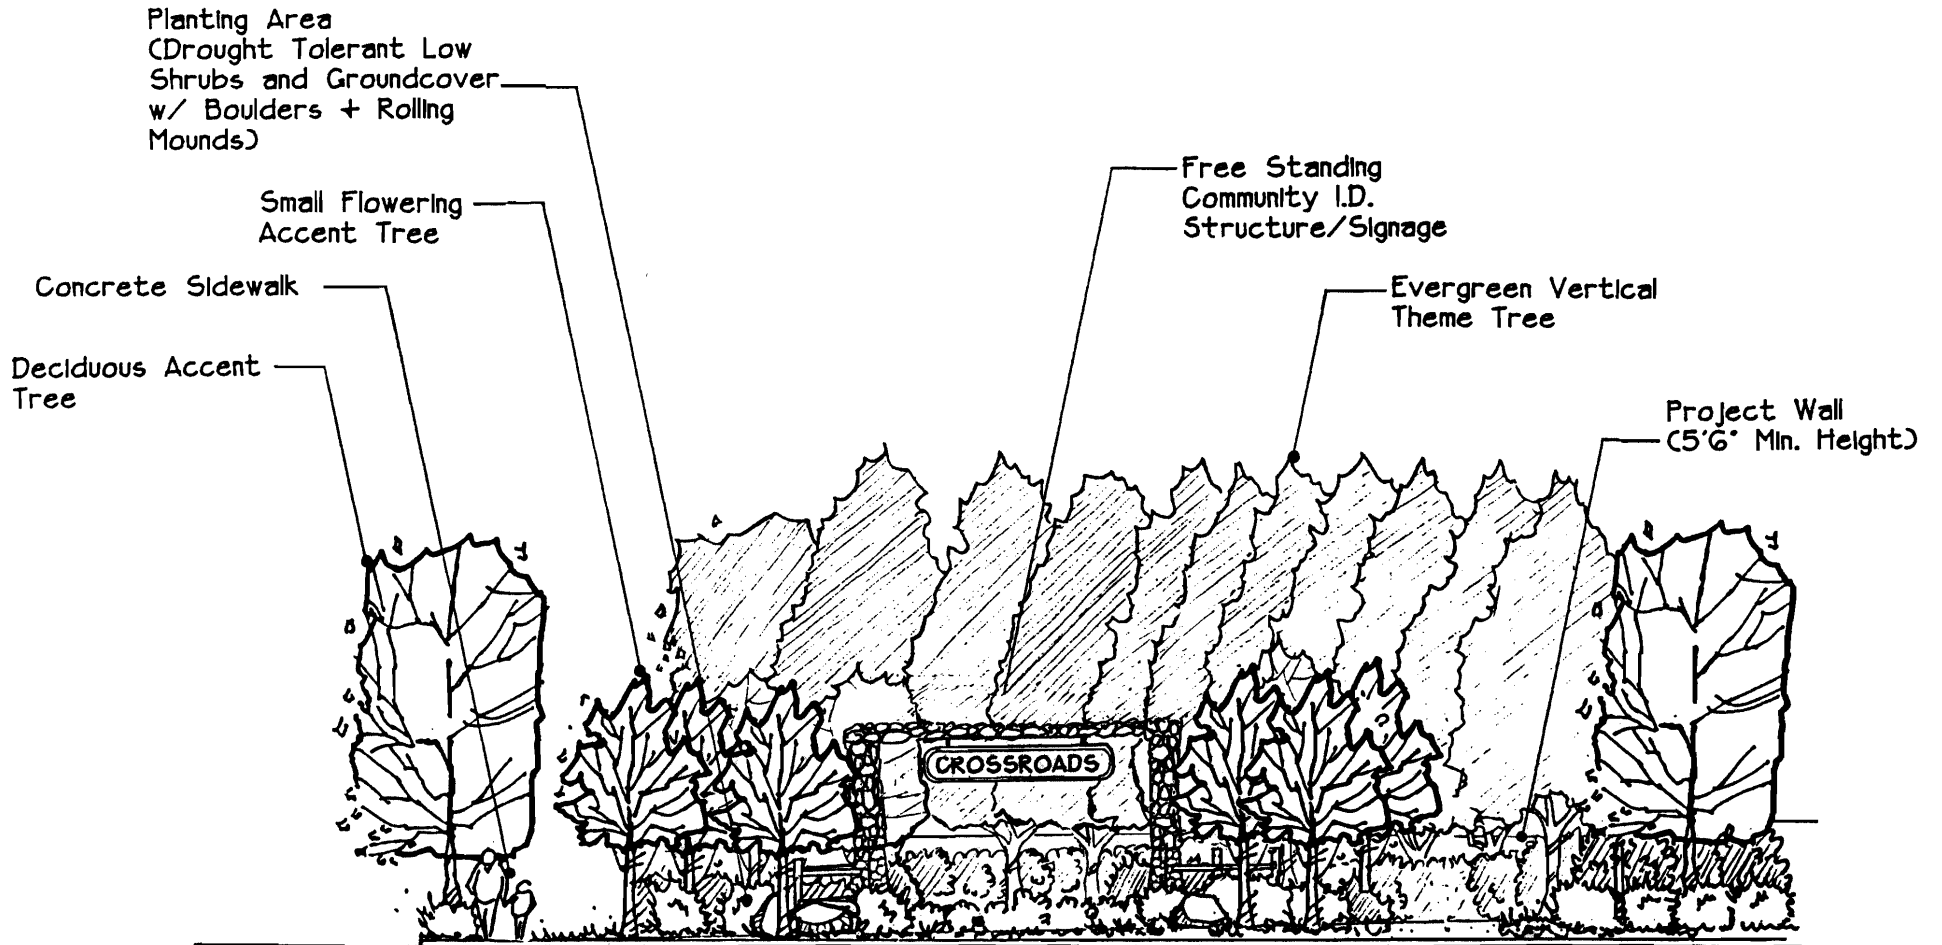 Planting Area
(Drought Tolerant Low
Shrubs and Groundcover
w/ Boulders + Rolling
Mounds)
Small Flowering
Accent Tree
Concrete Sidewalk
Deciduous Accent
Tree
Free Standing
Community I.D.
Structure/Signage
Evergreen Vertical
Theme Tree
Project Wall
(5'6" Min. Height)
CROSSROADS